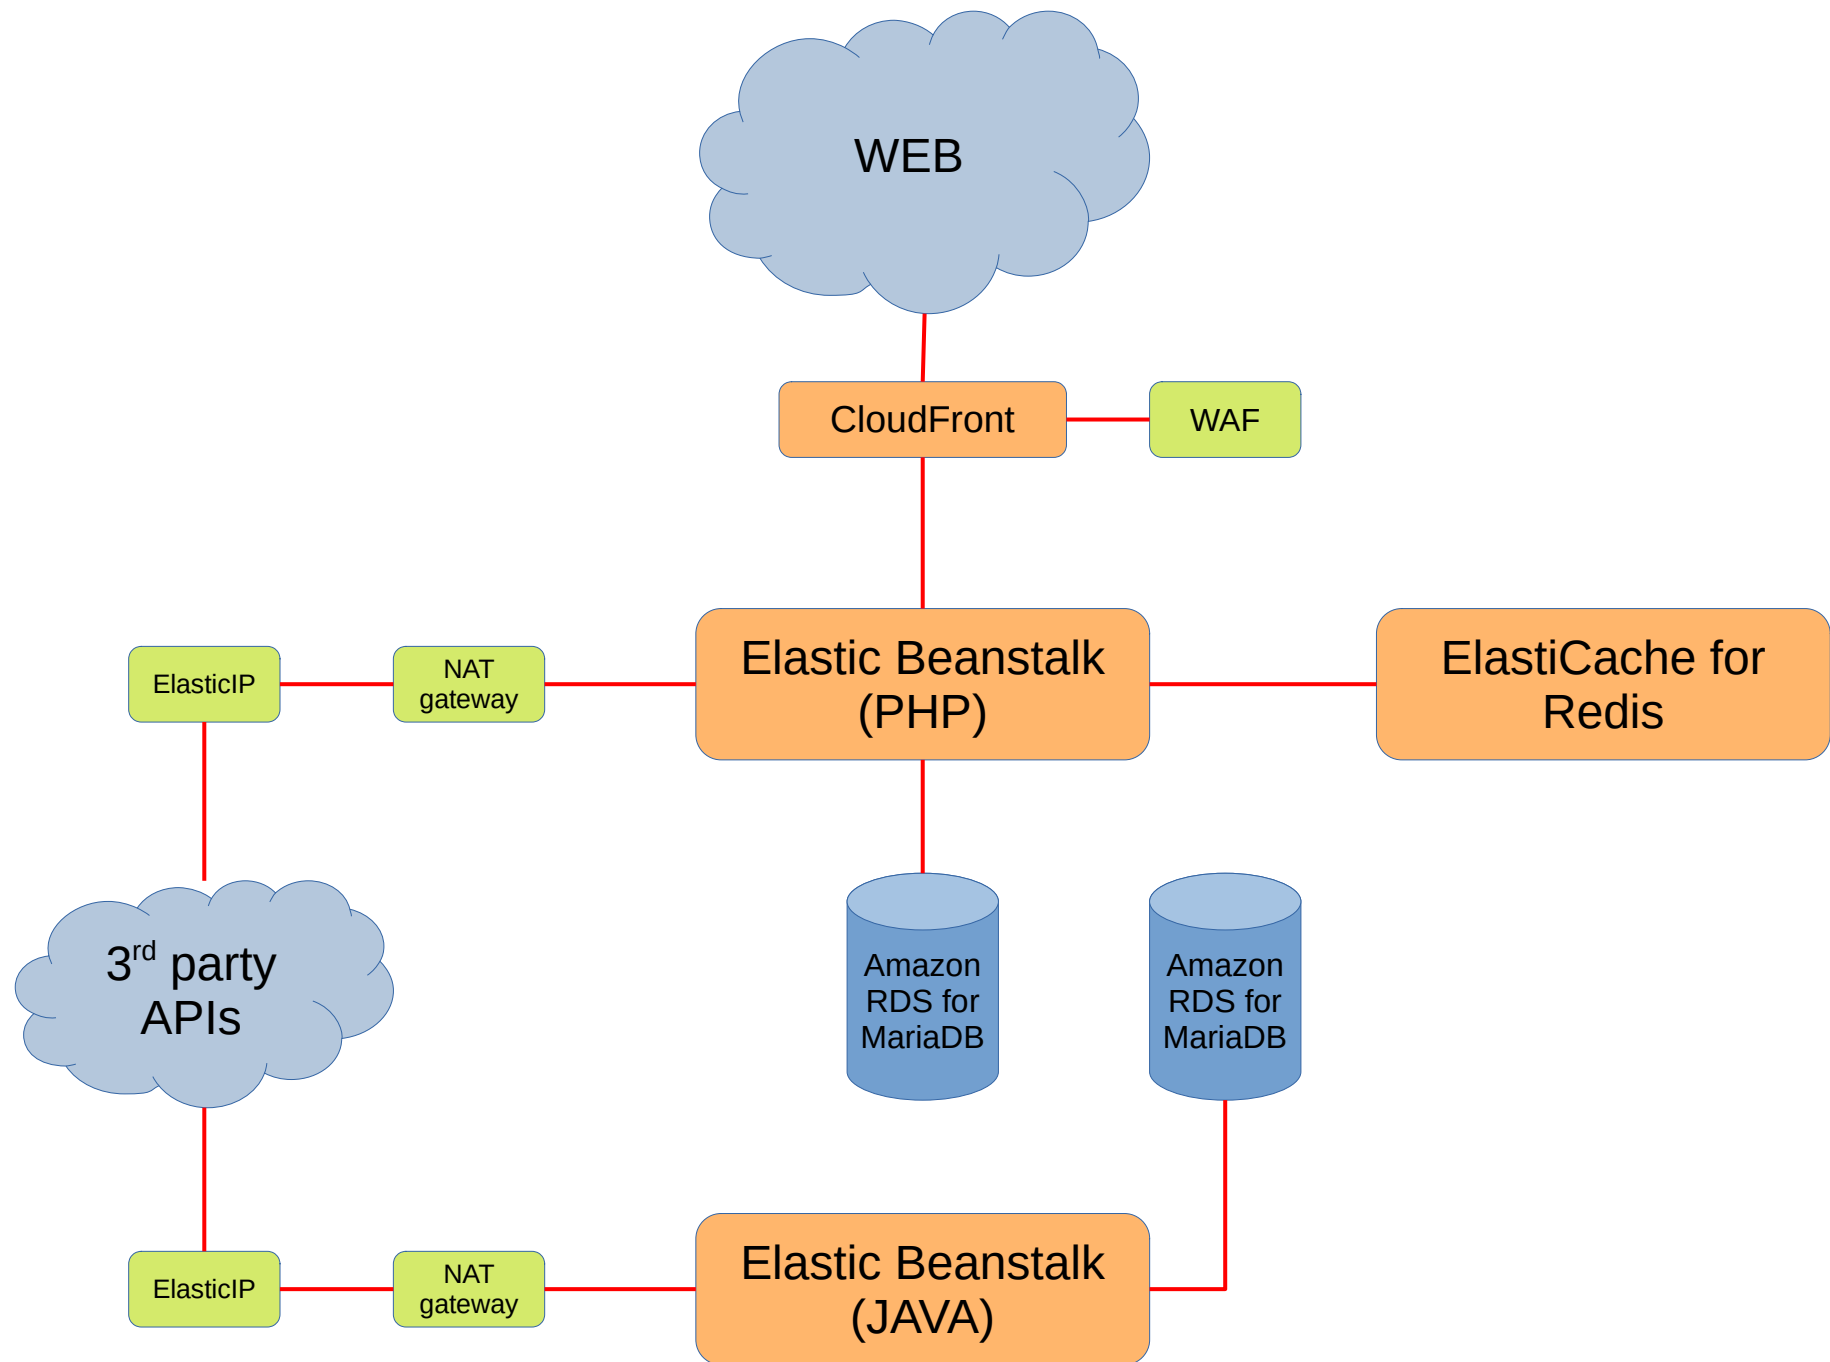 WEB
CloudFront
WAF
ElasticIP
NAT
gateway
Elastic Beanstalk
(PHP)
ElastiCache for
Redis
3rd party
APIs
Amazon
RDS for
MariaDB
Amazon
RDS for
MariaDB
ElasticIP
NAT
gateway
Elastic Beanstalk
(JAVA)